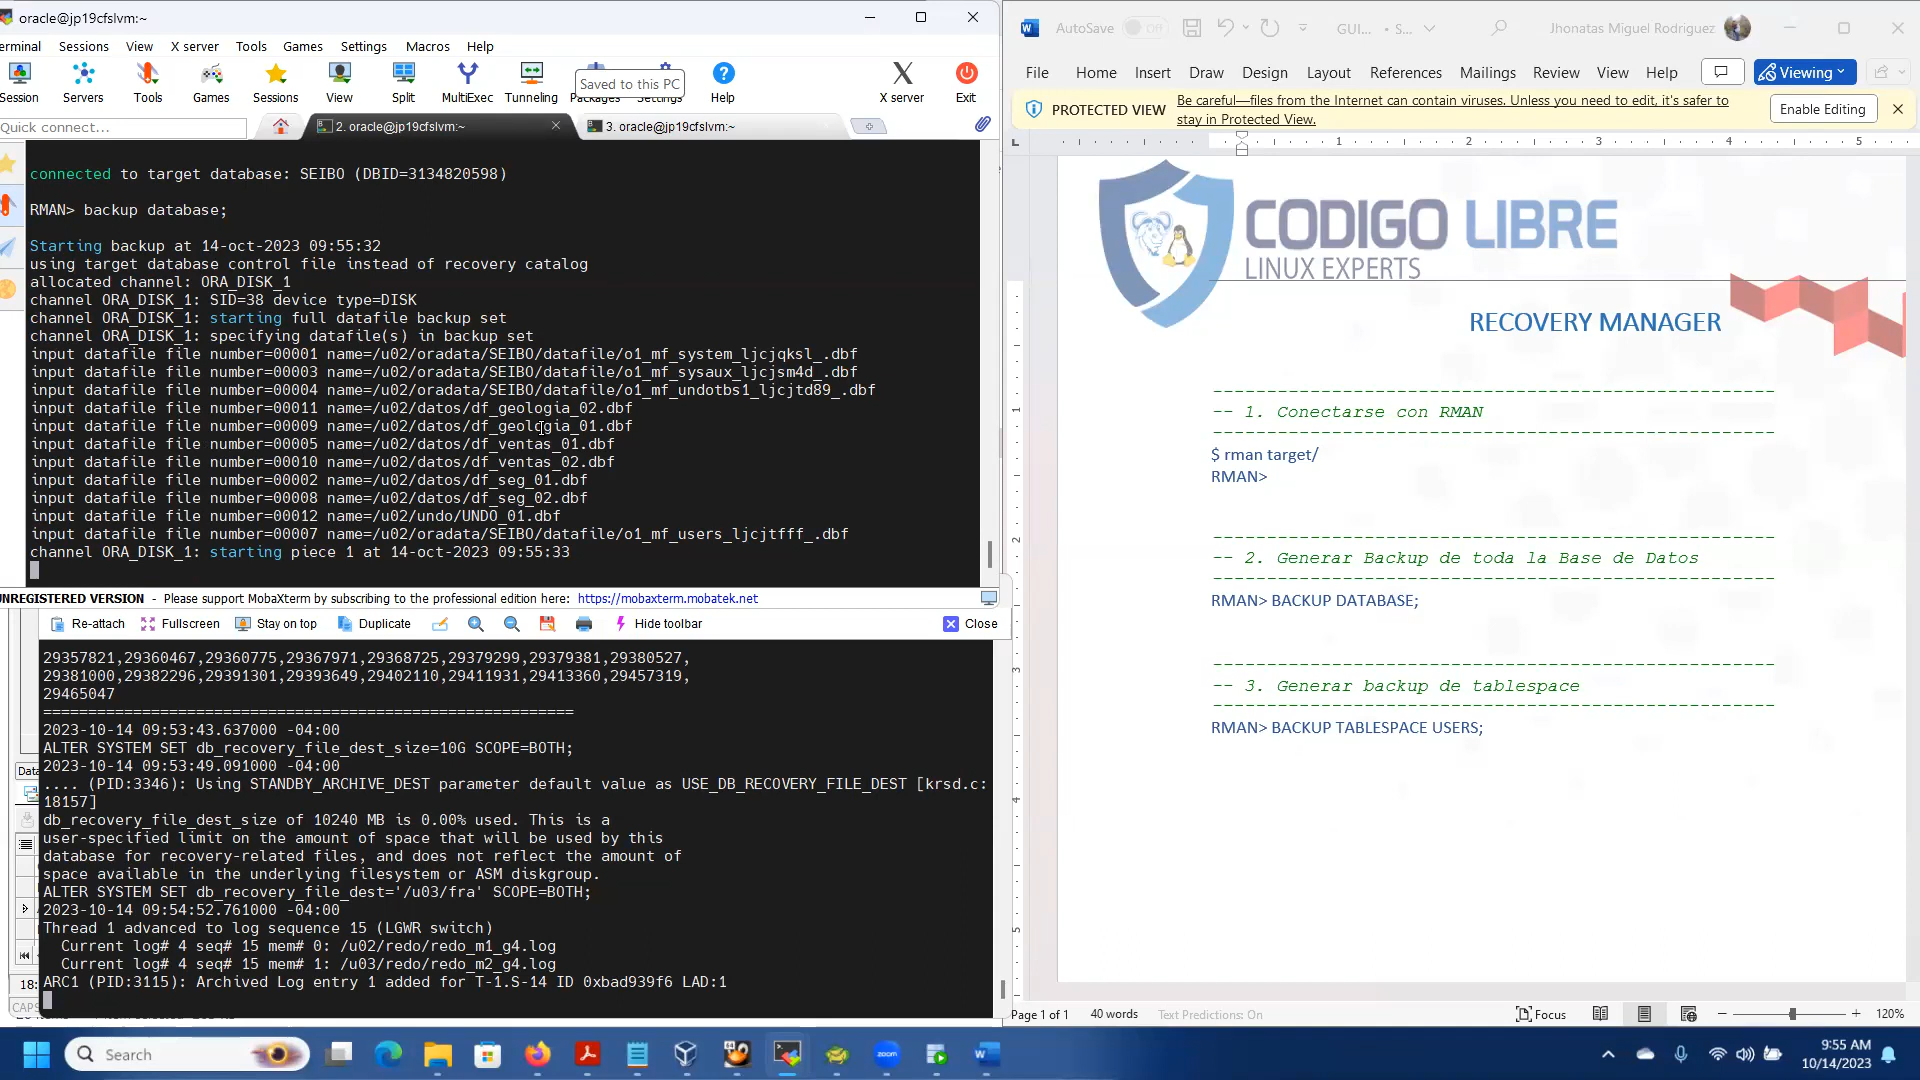 oracle@jp19cfslvm:~
erminal Sessions View X server Tools Games Settings Macros Help
Session Servers Tools Games Sessions View Split MultiExec Tunneling Packages Settings Help X server Exit
Saved to this PC
Quick connect...
2. oracle@jp19cfslvm:~
3. oracle@jp19cfslvm:~
connected to target database: SEIBO (DBID=3134820598)
RMAN> backup database;
Starting backup at 14-oct-2023 09:55:32
using target database control file instead of recovery catalog
allocated channel: ORA_DISK_1
channel ORA_DISK_1: SID=38 device type=DISK
channel ORA_DISK_1: starting full datafile backup set
channel ORA_DISK_1: specifying datafile(s) in backup set
input datafile file number=00001 name=/u02/oradata/SEIBO/datafile/o1_mf_system_ljcjqksl_.dbf
input datafile file number=00003 name=/u02/oradata/SEIBO/datafile/o1_mf_sysaux_ljcjsm4d_.dbf
input datafile file number=00004 name=/u02/oradata/SEIBO/datafile/o1_mf_undotbs1_ljcjtd89_.dbf
input datafile file number=00011 name=/u02/datos/df_geologia_02.dbf
input datafile file number=00009 name=/u02/datos/df_geologia_01.dbf
input datafile file number=00005 name=/u02/datos/df_ventas_01.dbf
input datafile file number=00010 name=/u02/datos/df_ventas_02.dbf
input datafile file number=00002 name=/u02/datos/df_seg_01.dbf
input datafile file number=00008 name=/u02/datos/df_seg_02.dbf
input datafile file number=00012 name=/u02/undo/UNDO_01.dbf
input datafile file number=00007 name=/u02/oradata/SEIBO/datafile/o1_mf_users_ljcjtfff_.dbf
channel ORA_DISK_1: starting piece 1 at 14-oct-2023 09:55:33
UNREGISTERED VERSION - Please support MobaXterm by subscribing to the professional edition here: https://mobaxterm.mobatek.net
Re-attach Fullscreen Stay on top Duplicate Hide toolbar Close
29357821,29360467,29360775,29367971,29368725,29379299,29379381,29380527,
29381000,29382296,29391301,29393649,29402110,29411931,29413360,29457319,
29465047
===========================================================
2023-10-14 09:53:43.637000 -04:00
ALTER SYSTEM SET db_recovery_file_dest_size=10G SCOPE=BOTH;
2023-10-14 09:53:49.091000 -04:00
.... (PID:3346): Using STANDBY_ARCHIVE_DEST parameter default value as USE_DB_RECOVERY_FILE_DEST [krsd.c:
18157]
db_recovery_file_dest_size of 10240 MB is 0.00% used. This is a
user-specified limit on the amount of space that will be used by this
database for recovery-related files, and does not reflect the amount of
space available in the underlying filesystem or ASM diskgroup.
ALTER SYSTEM SET db_recovery_file_dest='/u03/fra' SCOPE=BOTH;
2023-10-14 09:54:52.761000 -04:00
Thread 1 advanced to log sequence 15 (LGWR switch)
Current log# 4 seq# 15 mem# 0: /u02/redo/redo_m1_g4.log
Current log# 4 seq# 15 mem# 1: /u03/redo/redo_m2_g4.log
ARC1 (PID:3115): Archived Log entry 1 added for T-1.S-14 ID 0xbad939f6 LAD:1
Data
18:
CAPS
AutoSave Off GUI... • S... Jhonatas Miguel Rodriguez
File Home Insert Draw Design Layout References Mailings Review View Help Viewing
PROTECTED VIEW Be careful—files from the Internet can contain viruses. Unless you need to edit, it's safer to
stay in Protected View. Enable Editing
1 2 3 4 5
CODIGO LIBRE
LINUX EXPERTS
RECOVERY MANAGER
-- 1. Conectarse con RMAN
$ rman target/
RMAN>
-- 2. Generar Backup de toda la Base de Datos
RMAN> BACKUP DATABASE;
-- 3. Generar backup de tablespace
RMAN> BACKUP TABLESPACE USERS;
1
2
3
4
5
Page 1 of 1 40 words Text Predictions: On Focus 120%
Search
zoom
9:55 AM
10/14/2023